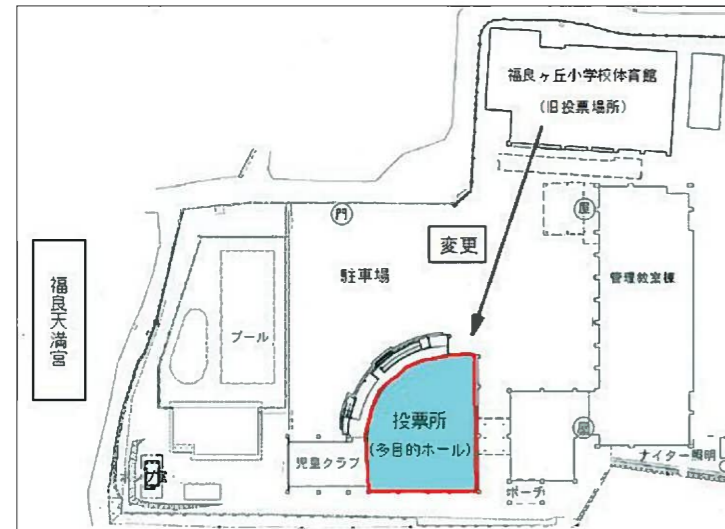 福良ヶ丘小学校体育館
(旧投票場所)
門
屋
変更
駐車場
管理教室棟
福良天満宮
プール
投票所
(多目的ホール)
屋
児童クラブ
ナイター照明
ポーチ